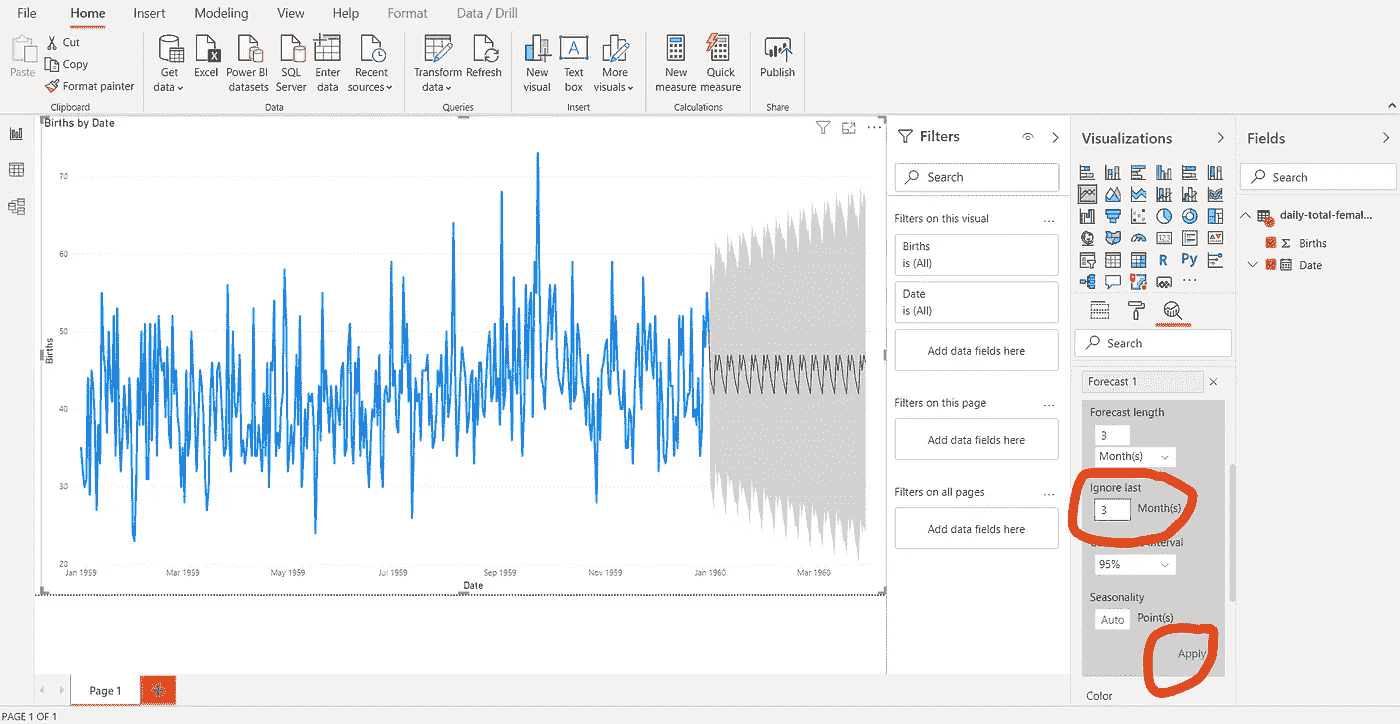 File Home Insert Modeling View Help Format Data / Drill
Paste
Cut
Copy
Format painter
Clipboard
Get data
Excel
Power BI datasets
SQL Server
Enter data
Recent sources
Data
Transform data
Refresh
Queries
New visual
Text box
More visuals
Insert
New measure
Quick measure
Calculations
Publish
Share
Births by Date
70
60
50
40
30
20
Births
Jan 1959 Mar 1959 May 1959 Jul 1959 Sep 1959 Nov 1959 Jan 1960 Mar 1960
Date
Filters
Search
Filters on this visual ...
Births
is (All)
Date
is (All)
Add data fields here
Filters on this page ...
Add data fields here
Filters on all pages ...
Add data fields here
Visualizations
123
R Py
Search
Forecast 1
Forecast length
3
Month(s)
Ignore last
3 Month(s)
95%
Seasonality
Auto Point(s)
Apply
Color
Fields
Search
daily-total-femal...
Σ Births
Date
Page 1
PAGE 1 OF 1